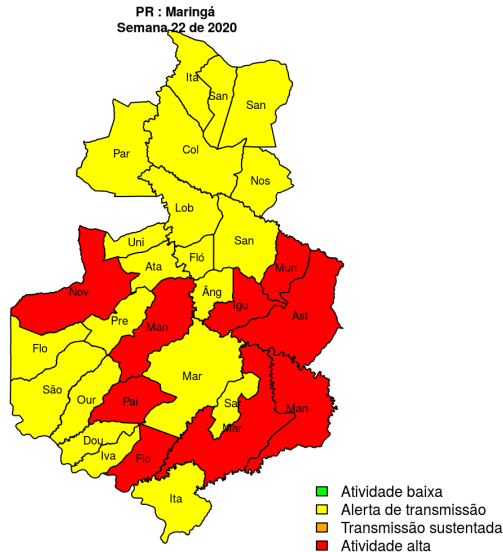 PR : Maringá
Semana 22 de 2020
Itá
San
San
Par
Col
Nos
Lob
Uni
San
Fló
Ata
Mun
Nov
Âng
Igu
Ast
Pre
Man
Flo
Mar
São
Our
Pai
Sar
Man
Mar
Dou
Iva
Flo
Ita
Atividade baixa
Alerta de transmissão
Transmissão sustentada
Atividade alta